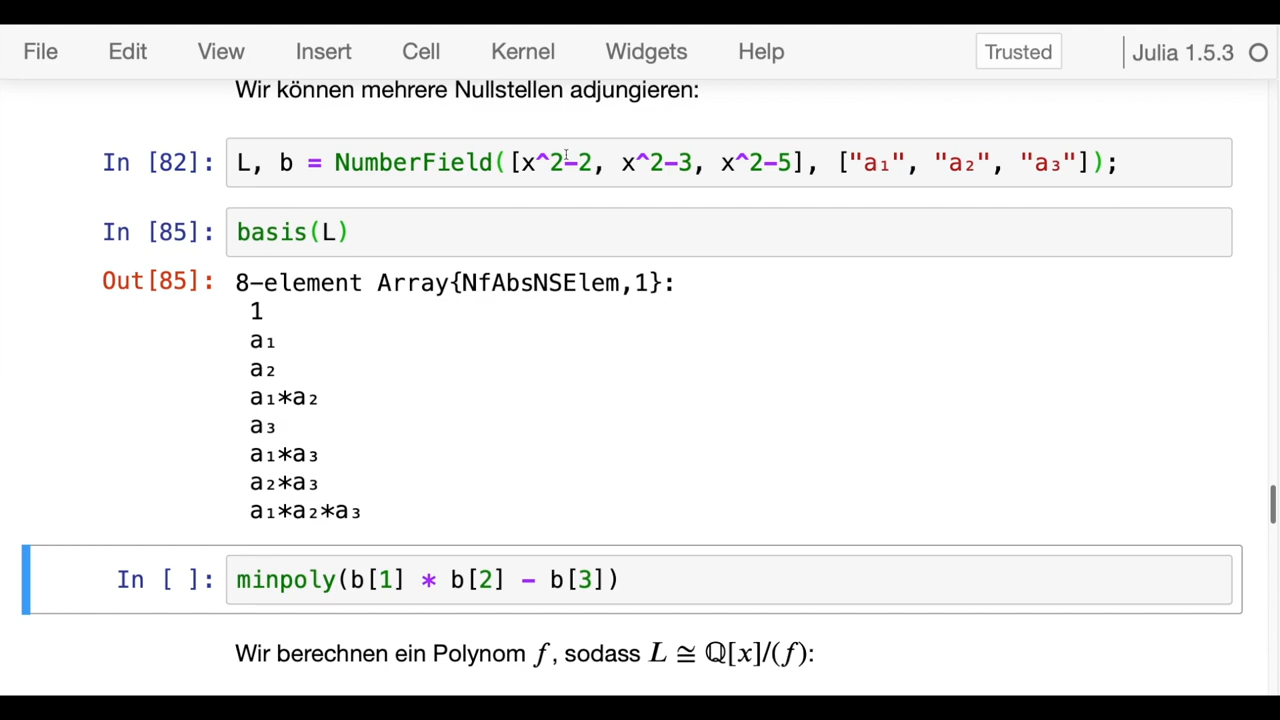 File Edit View Insert Cell Kernel Widgets Help Trusted Julia 1.5.3
Wir können mehrere Nullstellen adjungieren:
In [82]: L, b = NumberField([x^2-2, x^2-3, x^2-5], ["a₁", "a₂", "a₃"]);
In [85]: basis(L)
Out[85]: 8-element Array{NfAbsNSElem,1}:
1
a₁
a₂
a₁*a₂
a₃
a₁*a₃
a₂*a₃
a₁*a₂*a₃
In [ ]: minpoly(b[1] * b[2] - b[3])
Wir berechnen ein Polynom f, sodass L ≅ ℚ[x]/(f):